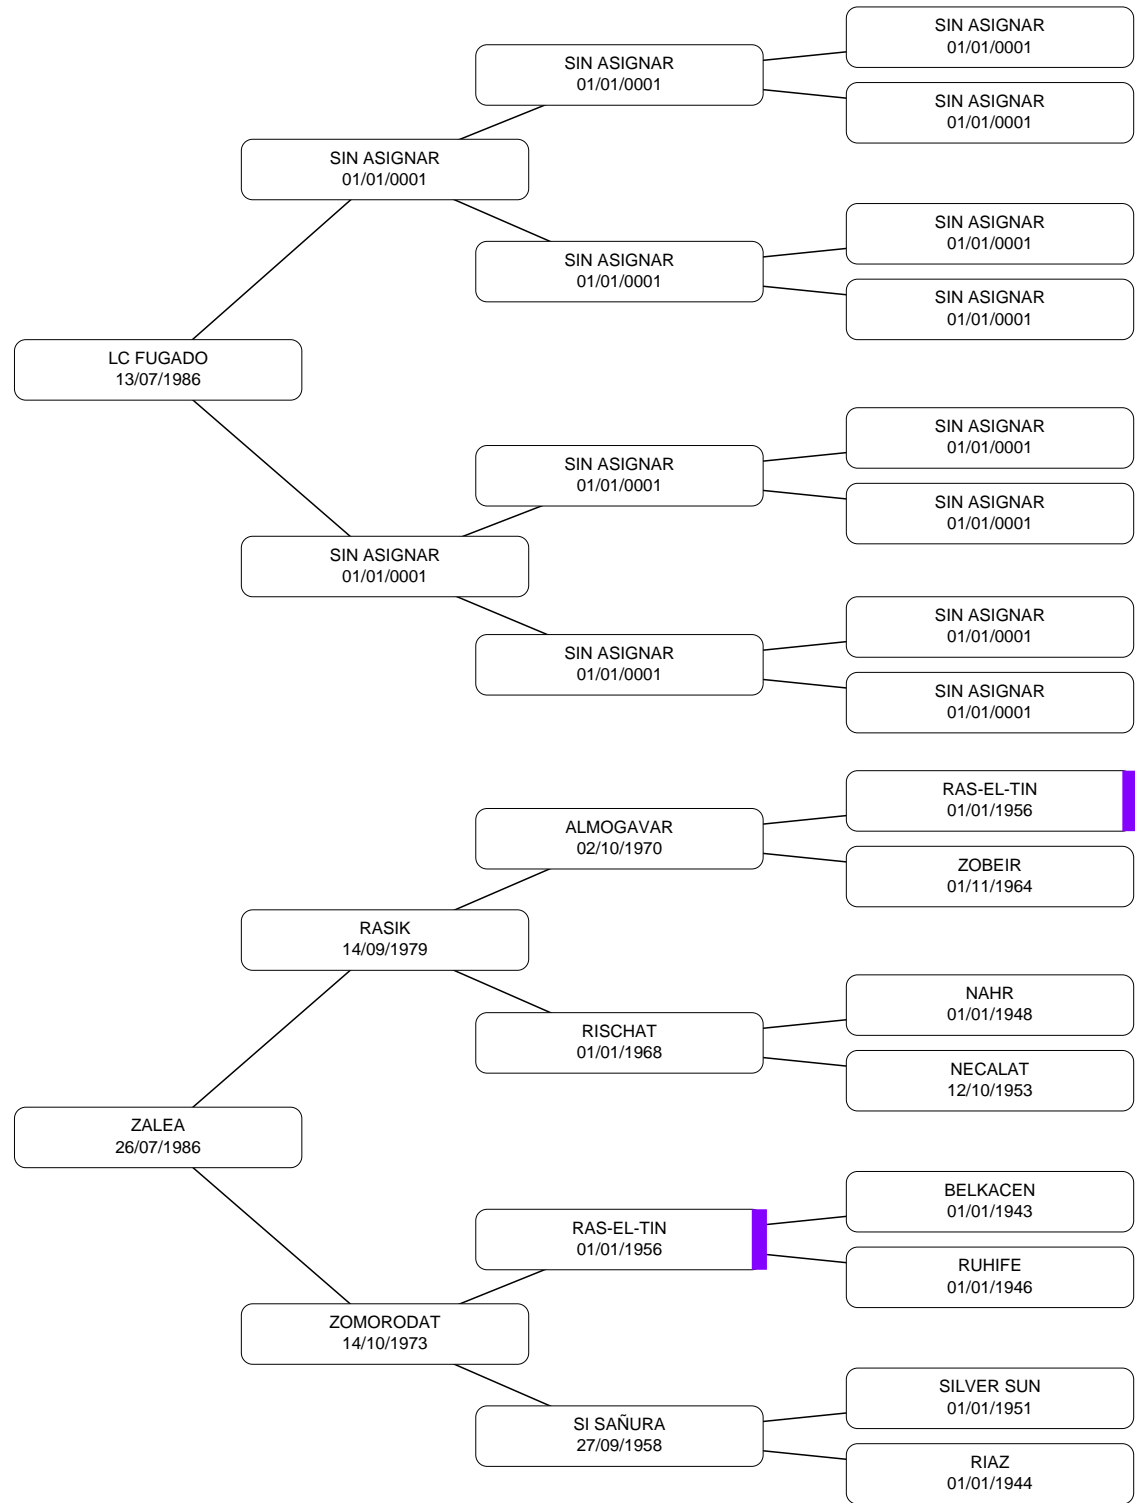 SIN ASIGNAR
01/01/0001
SIN ASIGNAR
01/01/0001
SIN ASIGNAR
01/01/0001
SIN ASIGNAR
01/01/0001
SIN ASIGNAR
01/01/0001
SIN ASIGNAR
01/01/0001
SIN ASIGNAR
01/01/0001
LC FUGADO
13/07/1986
SIN ASIGNAR
01/01/0001
SIN ASIGNAR
01/01/0001
SIN ASIGNAR
01/01/0001
SIN ASIGNAR
01/01/0001
SIN ASIGNAR
01/01/0001
SIN ASIGNAR
01/01/0001
SIN ASIGNAR
01/01/0001
RAS-EL-TIN
01/01/1956
ALMOGAVAR
02/10/1970
ZOBEIR
01/11/1964
RASIK
14/09/1979
NAHR
01/01/1948
RISCHAT
01/01/1968
NECALAT
12/10/1953
ZALEA
26/07/1986
BELKACEN
01/01/1943
RAS-EL-TIN
01/01/1956
RUHIFE
01/01/1946
ZOMORODAT
14/10/1973
SILVER SUN
01/01/1951
SI SAÑURA
27/09/1958
RIAZ
01/01/1944